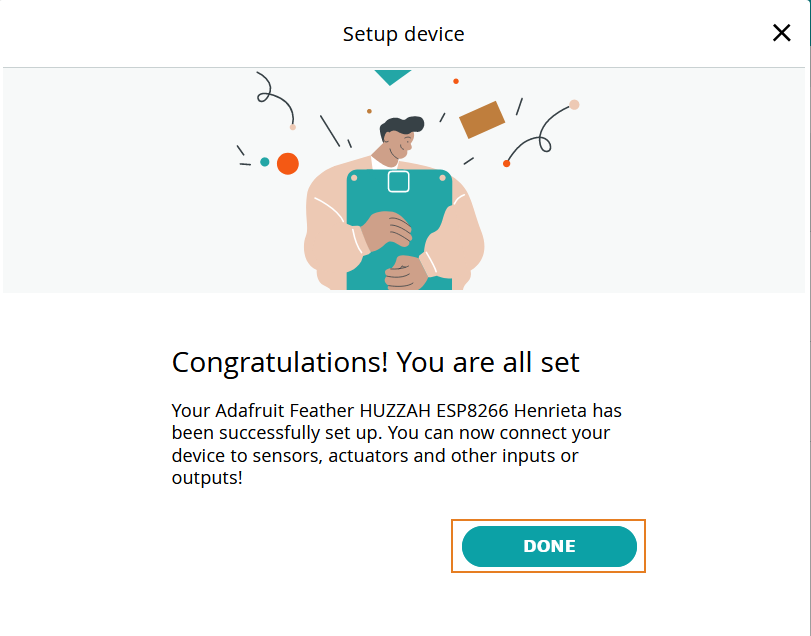 Setup device
Congratulations! You are all set
Your Adafruit Feather HUZZAH ESP8266 Henrieta has
been successfully set up. You can now connect your
device to sensors, actuators and other inputs or
outputs!
DONE